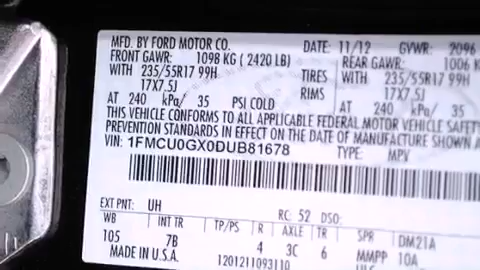 MFD. BY FORD MOTOR CO. DATE: 11/12 GVWR: 2096
FRONT GAWR: 1098 KG ( 2420 LB) REAR GAWR: 1006 K
WITH 235/55R17 99H TIRES WITH 235/55R17 99H
17X7.5J RIMS 17X7.5J
AT 240 kPa/ 35 PSI COLD AT 240 kPa/ 35
THIS VEHICLE CONFORMS TO ALL APPLICABLE FEDERAL MOTOR VEHICLE SAFETY
PREVENTION STANDARDS IN EFFECT ON THE DATE OF MANUFACTURE SHOWN A
VIN: 1FMCU0GX0DUB81678 TYPE: MPV
EXT PNT: UH RC: 52 DSO:
WB INT TR TP/PS R AXLE TR SPR DM21A
105 7B 4 3C 6 MMPP 10A
MADE IN U.S.A. 1201211093110